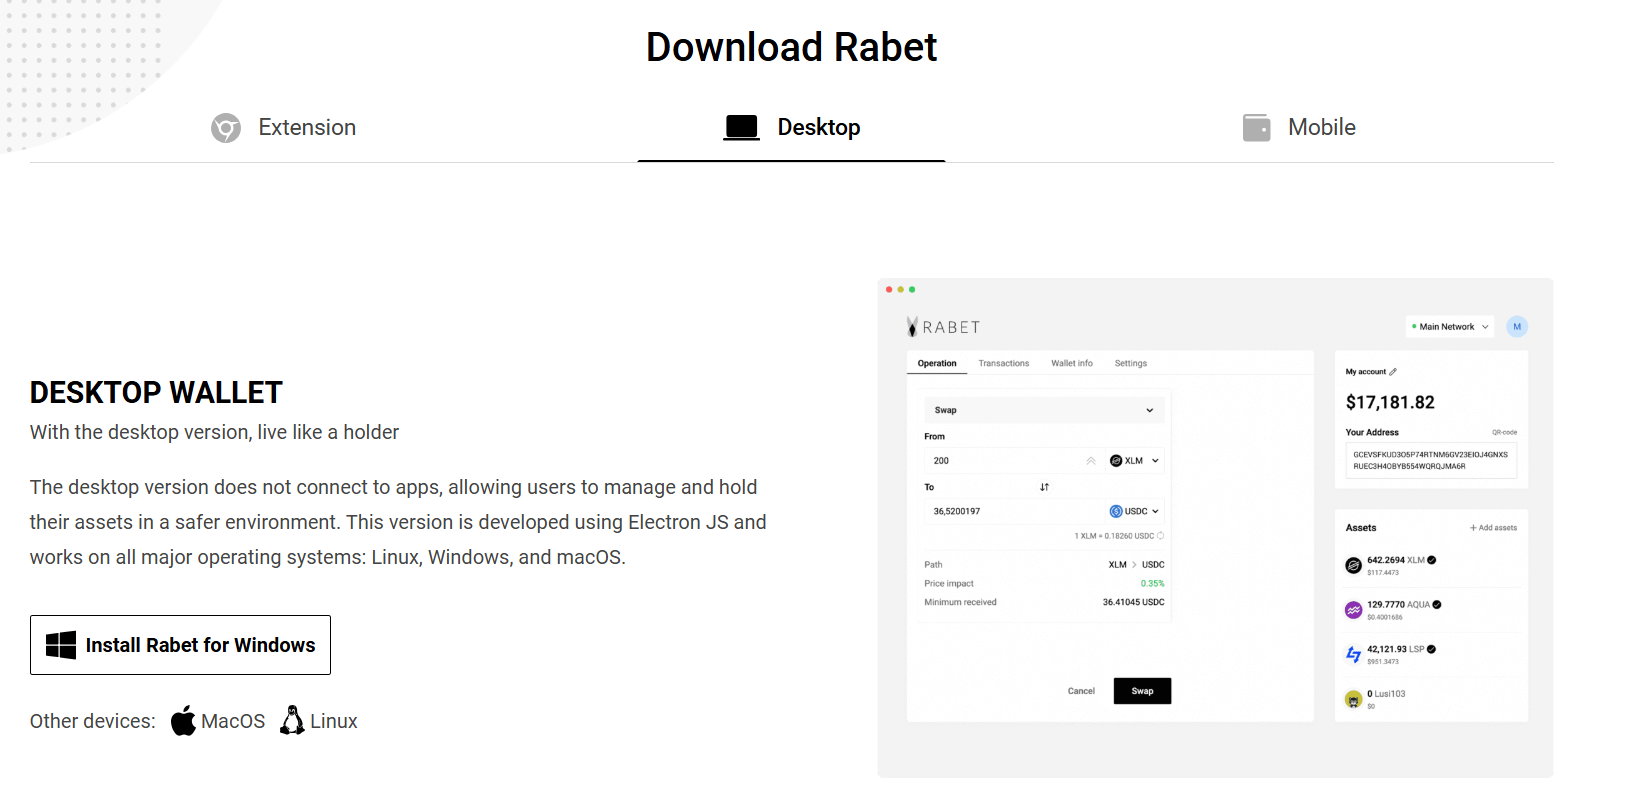 Download Rabet
Extension
Desktop
Mobile
DESKTOP WALLET
With the desktop version, live like a holder
The desktop version does not connect to apps, allowing users to manage and hold
their assets in a safer environment. This version is developed using Electron JS and
works on all major operating systems: Linux, Windows, and macOS.
Install Rabet for Windows
Other devices: MacOS Linux
RABET
Main Network
M
Operation Transactions Wallet info Settings
Swap
From
200 XLM
To
36,5200197 USDC
1 XLM = 0.18260 USDC
Path XLM > USDC
Price impact 0.35%
Minimum received 36.41045 USDC
Cancel Swap
My account
$17,181.82
Your Address QR-code
GCEVSFKUD3O5P74RTNM6GV23EIOJ4GNXS
RUEC3H4OBYB554WQRQJMA6R
Assets + Add assets
642.2694 XLM
$117.4473
129.7770 AQUA
$0.4001686
42,121.93 LSP
$951.3473
0 Lusi103
$0